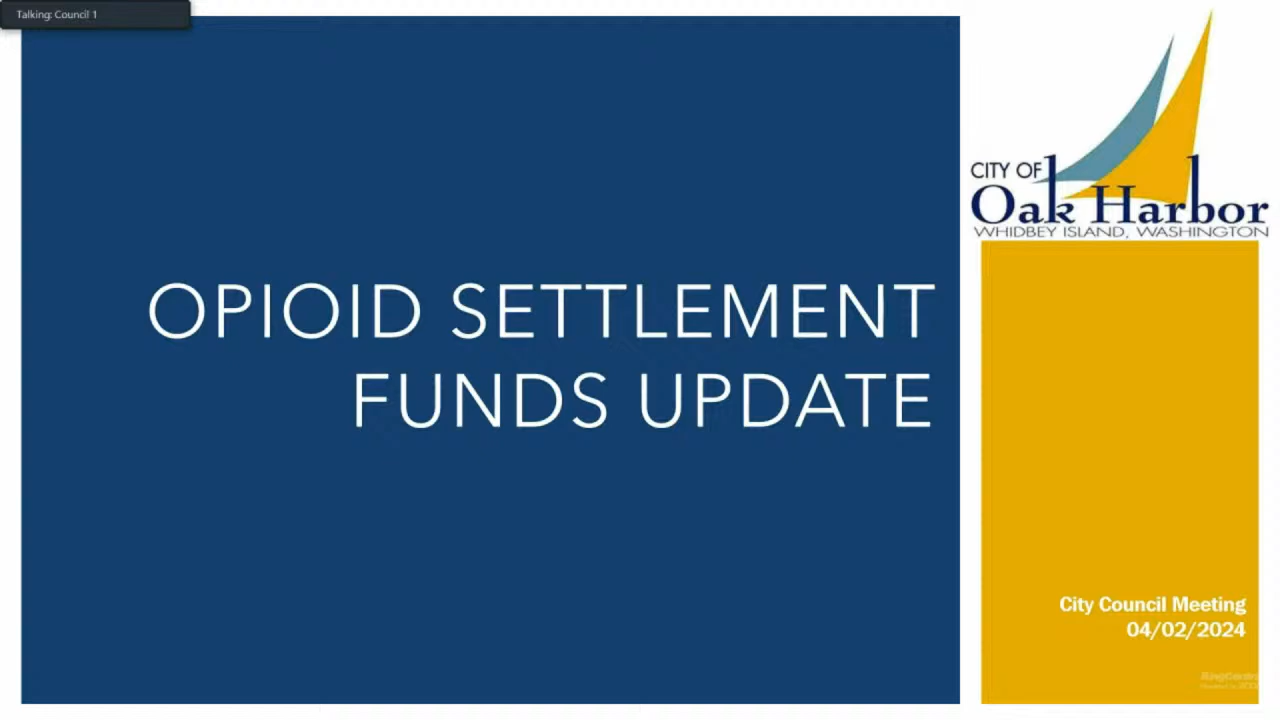 Talking: Council 1
CITY OF
Oak Harbor
WHIDBEY ISLAND, WASHINGTON
OPIOID SETTLEMENT
FUNDS UPDATE
City Council Meeting
04/02/2024